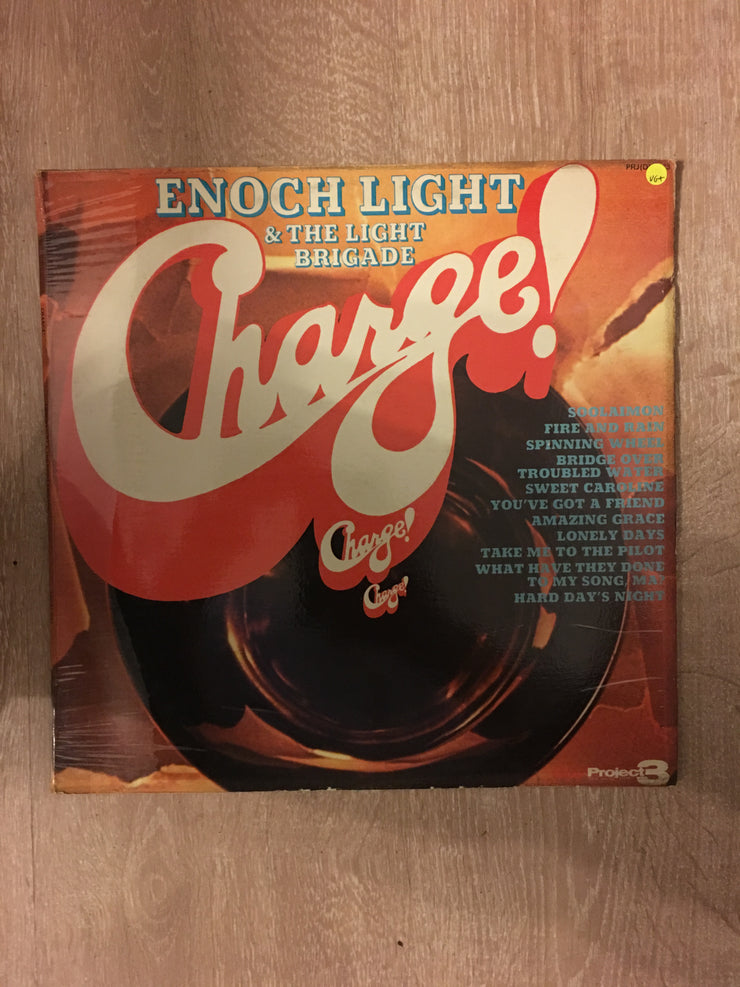 VG+
ENOCH LIGHT
& THE LIGHT
BRIGADE
Charge!
Charge!
Charge!
SOOLAIMON
FIRE AND RAIN
SPINNING WHEEL
BRIDGE OVER
TROUBLED WATER
SWEET CAROLINE
YOU'VE GOT A FRIEND
AMAZING GRACE
LONELY DAYS
TAKE ME TO THE PILOT
WHAT HAVE THEY DONE
TO MY SONG, MA?
HARD DAY'S NIGHT
Project 3